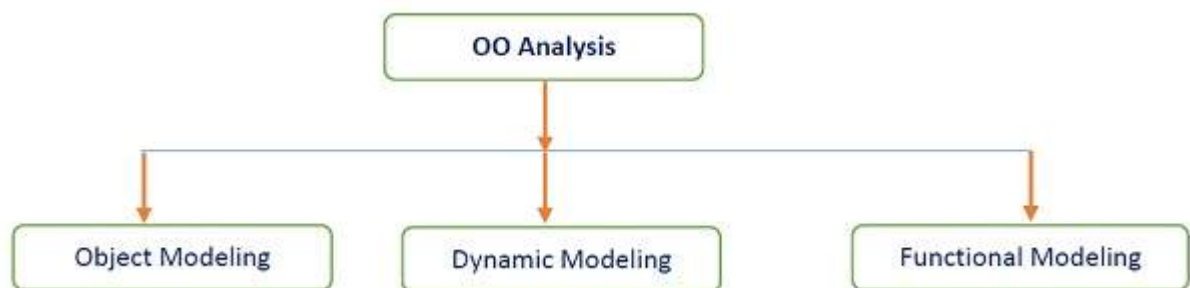 OO Analysis
Object Modeling
Dynamic Modeling
Functional Modeling